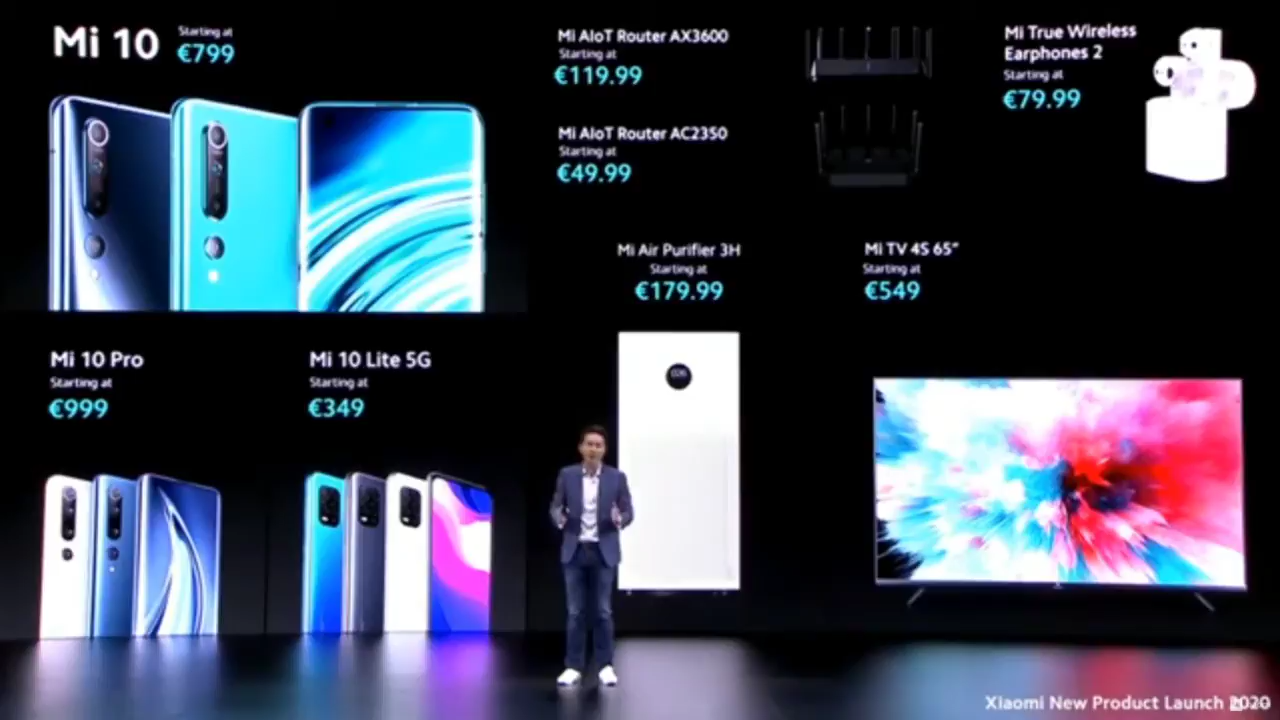 Mi 10
Starting at
€799
Mi AIoT Router AX3600
Starting at
€119.99
Mi AIoT Router AC2350
Starting at
€49.99
Mi True Wireless
Earphones 2
Starting at
€79.99
Mi Air Purifier 3H
Starting at
€179.99
Mi TV 4S 65"
Starting at
€549
Mi 10 Pro
Starting at
€999
Mi 10 Lite 5G
Starting at
€349
Xiaomi New Product Launch 2020